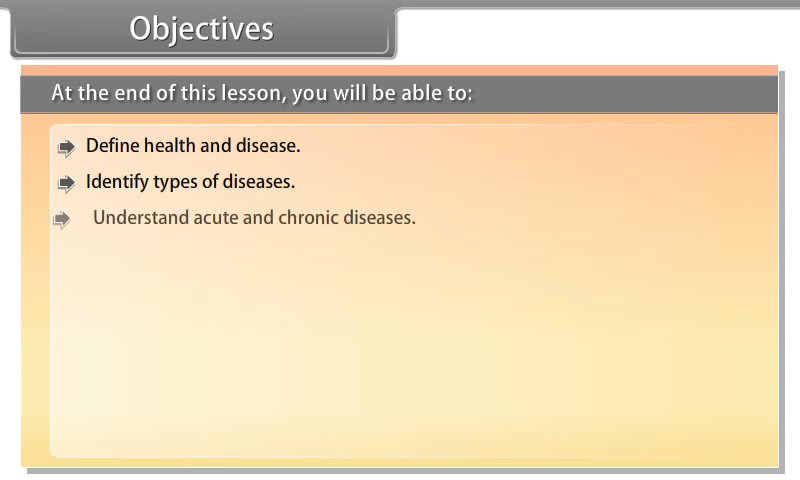 Objectives
At the end of this lesson, you will be able to:
Define health and disease.
Identify types of diseases.
Understand acute and chronic diseases.